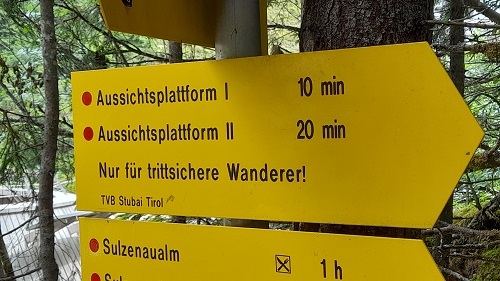 Aussichtsplattform I 10 min
Aussichtsplattform II 20 min
Nur für trittsichere Wanderer!
TVB Stubai Tirol
Sulzenaualm 1 h